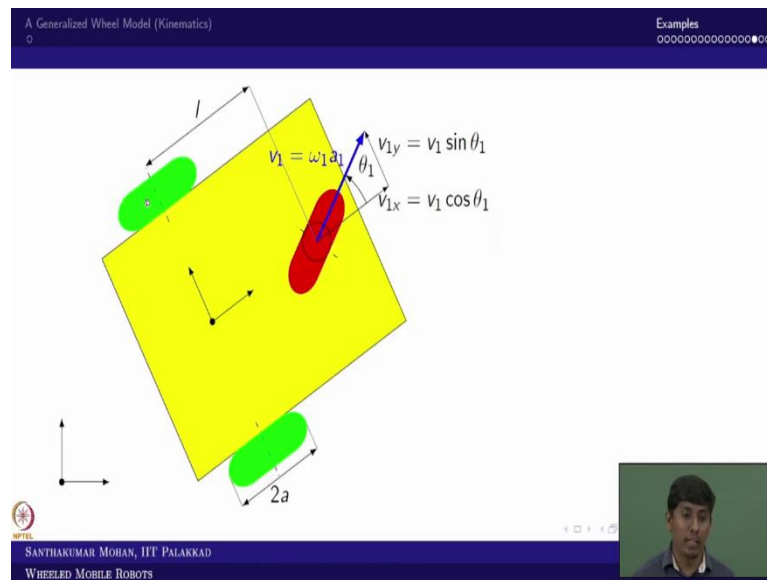 A Generalized Wheel Model (Kinematics)
Examples
l
v₁ = ω₁a₁
θ₁
v₁y = v₁ sin θ₁
v₁x = v₁ cos θ₁
2a
NPTEL
SANTHAKUMAR MOHAN, IIT PALAKKAD
WHEELED MOBILE ROBOTS